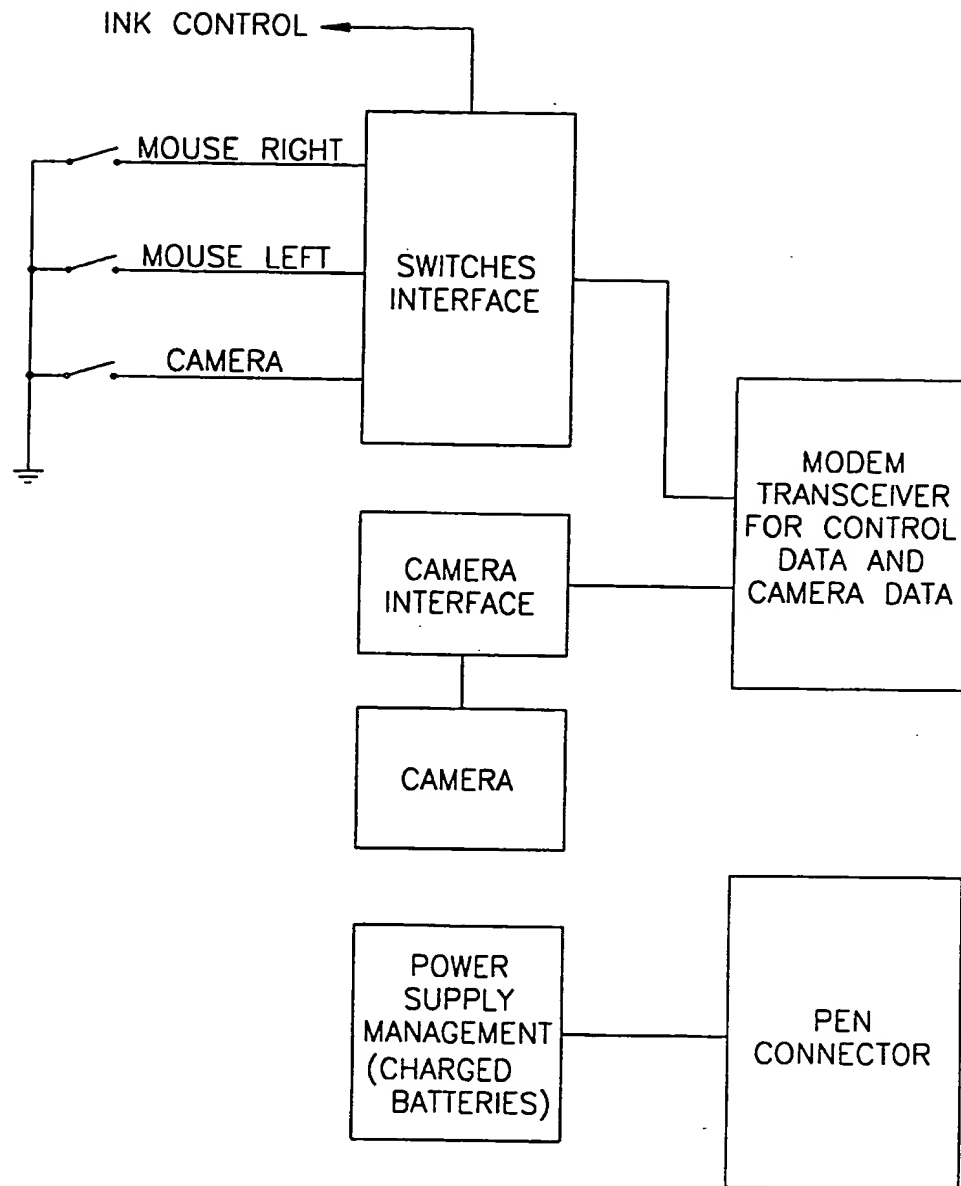 INK CONTROL
MOUSE RIGHT
MOUSE LEFT
CAMERA
SWITCHES
INTERFACE
MODEM
TRANSCEIVER
FOR CONTROL
DATA AND
CAMERA DATA
CAMERA
INTERFACE
CAMERA
POWER
SUPPLY
MANAGEMENT
(CHARGED
BATTERIES)
PEN
CONNECTOR